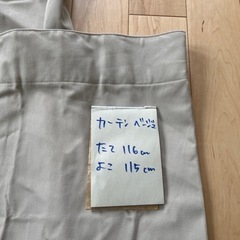 カーテン ベージュ
たて 116cm
よこ 115cm